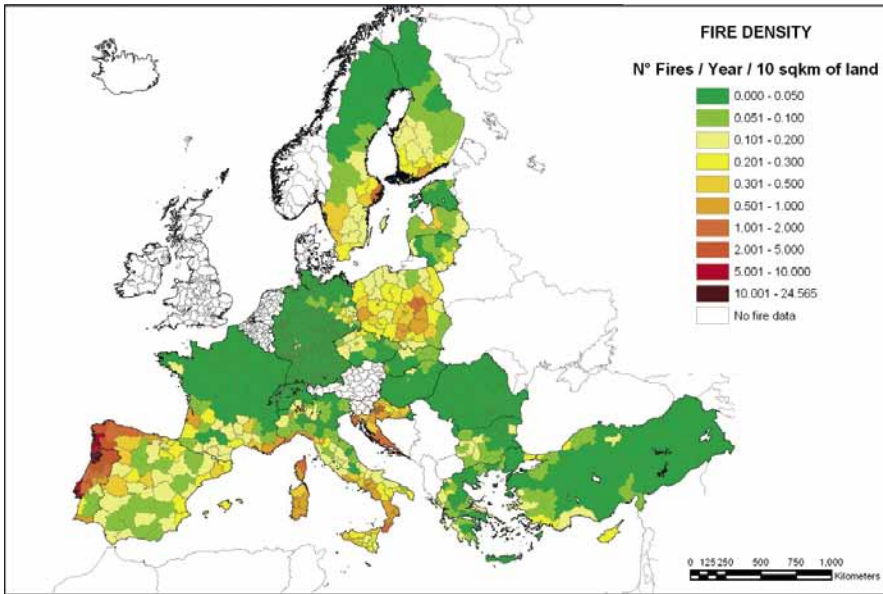 FIRE DENSITY
N° Fires / Year / 10 sqkm of land
0.000 - 0.050
0.051 - 0.100
0.101 - 0.200
0.201 - 0.300
0.301 - 0.500
0.501 - 1.000
1.001 - 2.000
2.001 - 5.000
5.001 - 10.000
10.001 - 24.565
No fire data
0 125 250 500 750 1,000
Kilometers